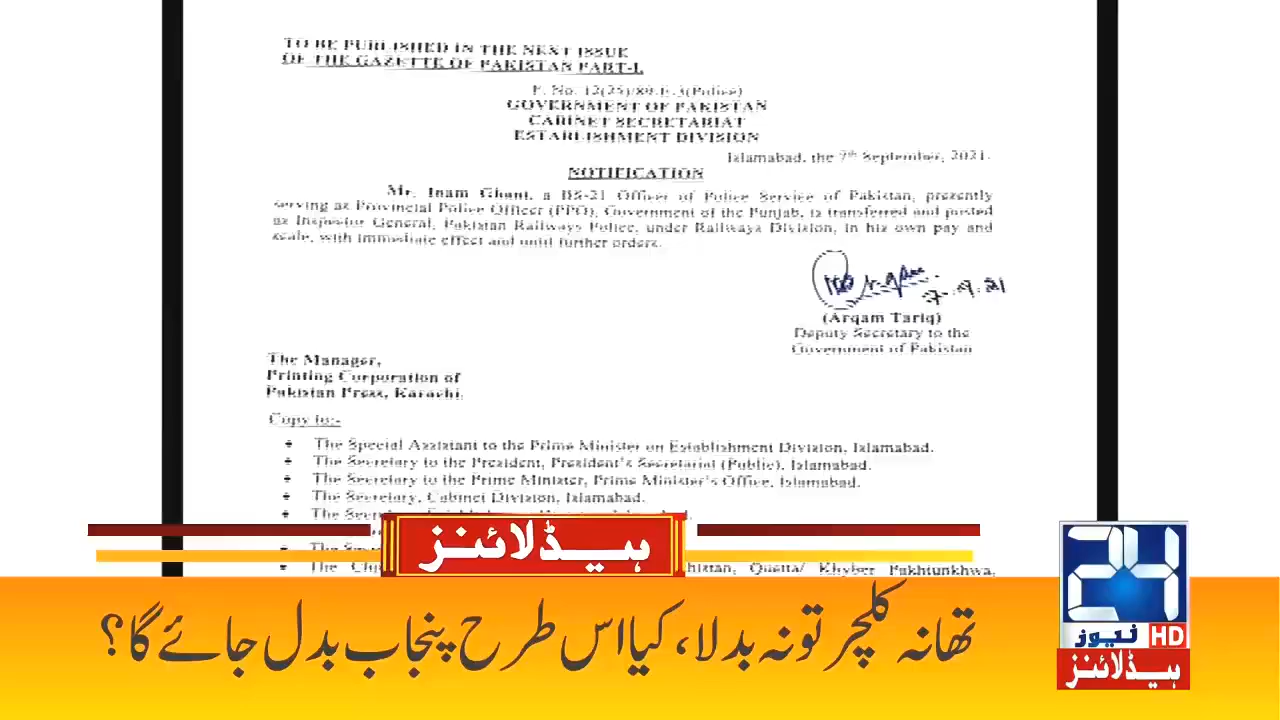 TO BE PUBLISHED IN THE NEXT ISSUE
OF THE GAZETTE OF PAKISTAN PART-I.
F. No. 12(25)/89-E-3(Police)
GOVERNMENT OF PAKISTAN
CABINET SECRETARIAT
ESTABLISHMENT DIVISION
Islamabad, the 7th September, 2021.
NOTIFICATION
Mr. Inam Ghani, a BS-21 Officer of Police Service of Pakistan, presently
serving as Provincial Police Officer (PPO), Government of the Punjab, is transferred and posted
as Inspector General, Pakistan Railways Police, under Railways Division, in his own pay and
scale, with immediate effect and until further orders.
7-9-21
(Arqam Tariq)
Deputy Secretary to the
Government of Pakistan
The Manager,
Printing Corporation of
Pakistan Press, Karachi.
Copy to:-
The Special Assistant to the Prime Minister on Establishment Division, Islamabad.
The Secretary to the President, President's Secretariat (Public), Islamabad.
The Secretary to the Prime Minister, Prime Minister's Office, Islamabad.
The Secretary, Cabinet Division, Islamabad.
The
The
The Quetta/ Khyber Pakhtunkhwa,
ہیڈلائنز
تھانہ کلچر تو نہ بدلا، کیا اس طرح پنجاب بدل جائے گا؟
24
نیوز HD
ہیڈلائنز